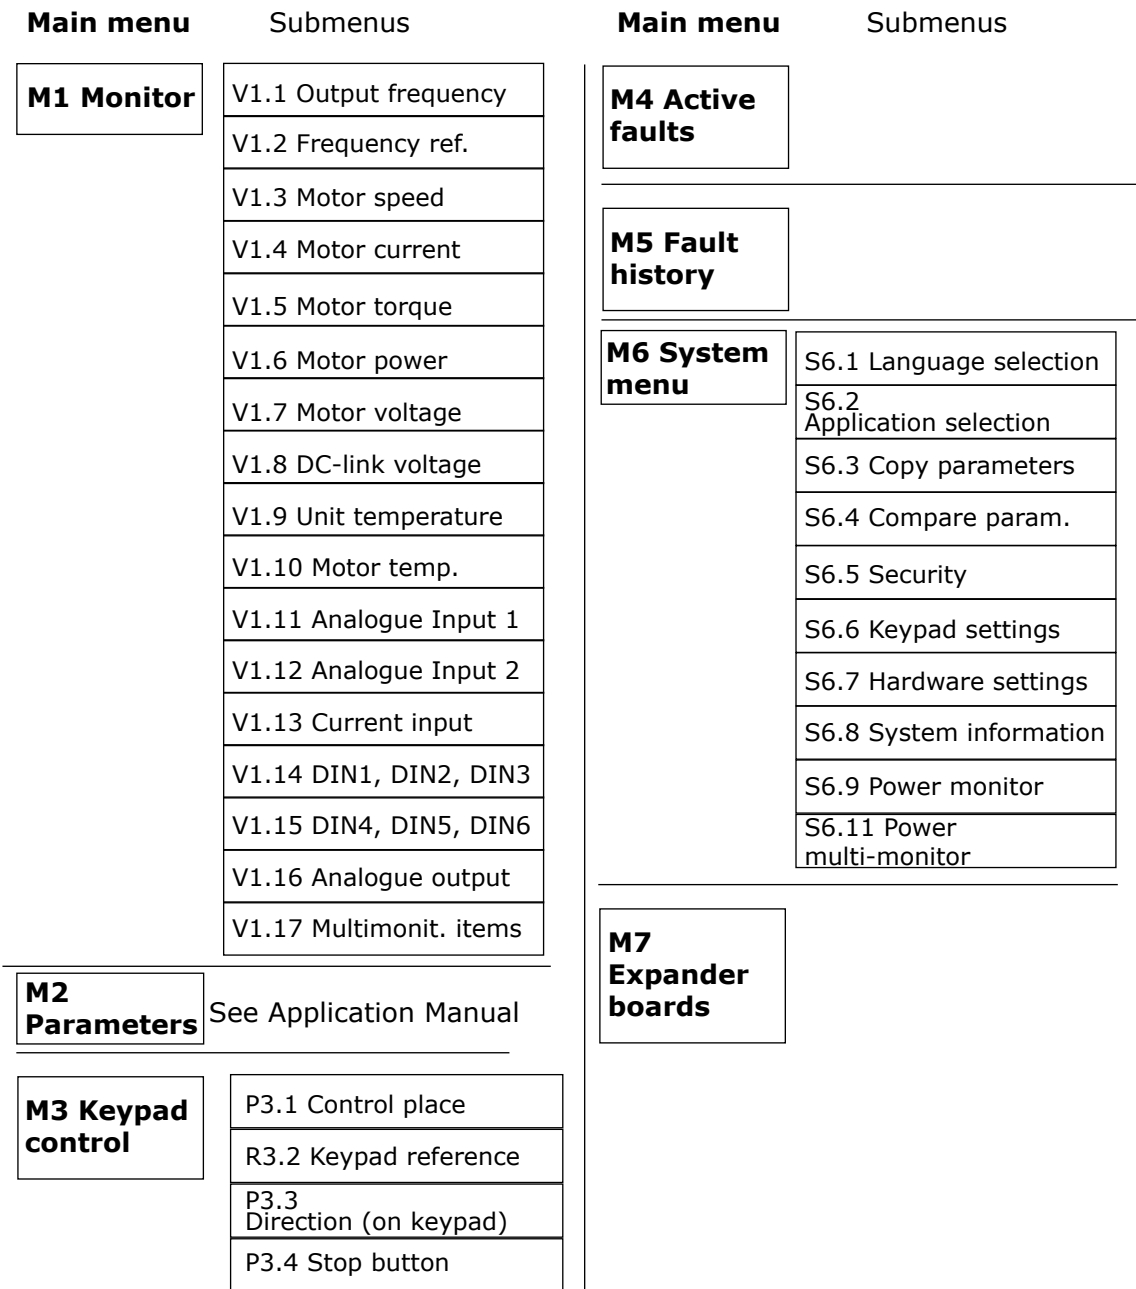 Main menu
Submenus
M1 Monitor
V1.1 Output frequency
V1.2 Frequency ref.
V1.3 Motor speed
V1.4 Motor current
V1.5 Motor torque
V1.6 Motor power
V1.7 Motor voltage
V1.8 DC-link voltage
V1.9 Unit temperature
V1.10 Motor temp.
V1.11 Analogue Input 1
V1.12 Analogue Input 2
V1.13 Current input
V1.14 DIN1, DIN2, DIN3
V1.15 DIN4, DIN5, DIN6
V1.16 Analogue output
V1.17 Multimonit. items
M2
Parameters
See Application Manual
M3 Keypad
control
P3.1 Control place
R3.2 Keypad reference
P3.3
Direction (on keypad)
P3.4 Stop button
Main menu
Submenus
M4 Active
faults
M5 Fault
history
M6 System
menu
S6.1 Language selection
S6.2
Application selection
S6.3 Copy parameters
S6.4 Compare param.
S6.5 Security
S6.6 Keypad settings
S6.7 Hardware settings
S6.8 System information
S6.9 Power monitor
S6.11 Power
multi-monitor
M7
Expander
boards